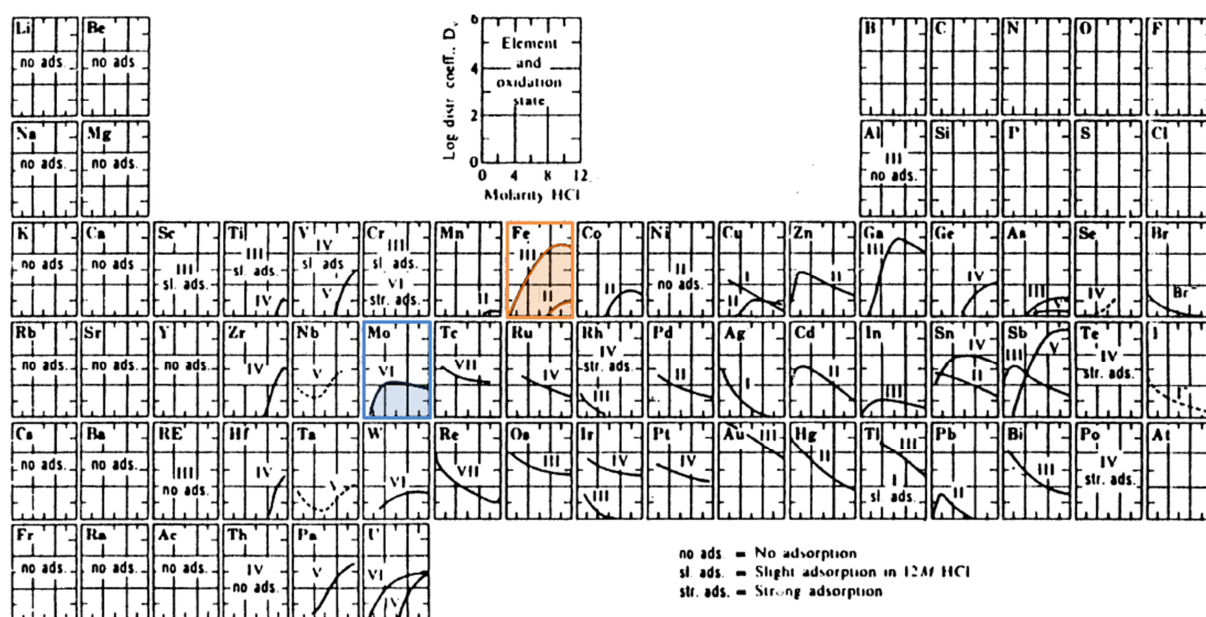 Li Be B C N O F
no ads. no ads.
6
4
2
0
0 4 8 12
Log distr coeff., Dv
Molarity HCl
Element
and
oxidation
state
Na Mg Al Si P S Cl
no ads. no ads. III
no ads.
K Ca Sc Ti V Cr Mn Fe Co Ni Cu Zn Ga Ge As Se Br
no ads. no ads. III sl. ads. III sl. ads. IV IV sl. ads. V III sl. ads. VI str. ads. II III II II II no ads. I II II III IV III IV Br⁻
Rb Sr Y Zr Nb Mo Tc Ru Rh Pd Ag Cd In Sn Sb Te I
no ads. no ads. no ads. IV V VI VII IV IV str. ads. III II I II III IV II III V IV str. ads. I
Cs Ba RE Hf Ta W Re Os Ir Pt Au Hg Tl Pb Bi Po At
no ads. no ads. III no ads. IV VI VII III IV III IV III II III I sl. ads. II III IV str. ads.
Fr Ra Ac Th Pa U
no ads. no ads. no ads. IV no ads. V VI IV
no ads. = No adsorption
sl. ads. = Slight adsorption in 12M HCl
str. ads. = Strong adsorption